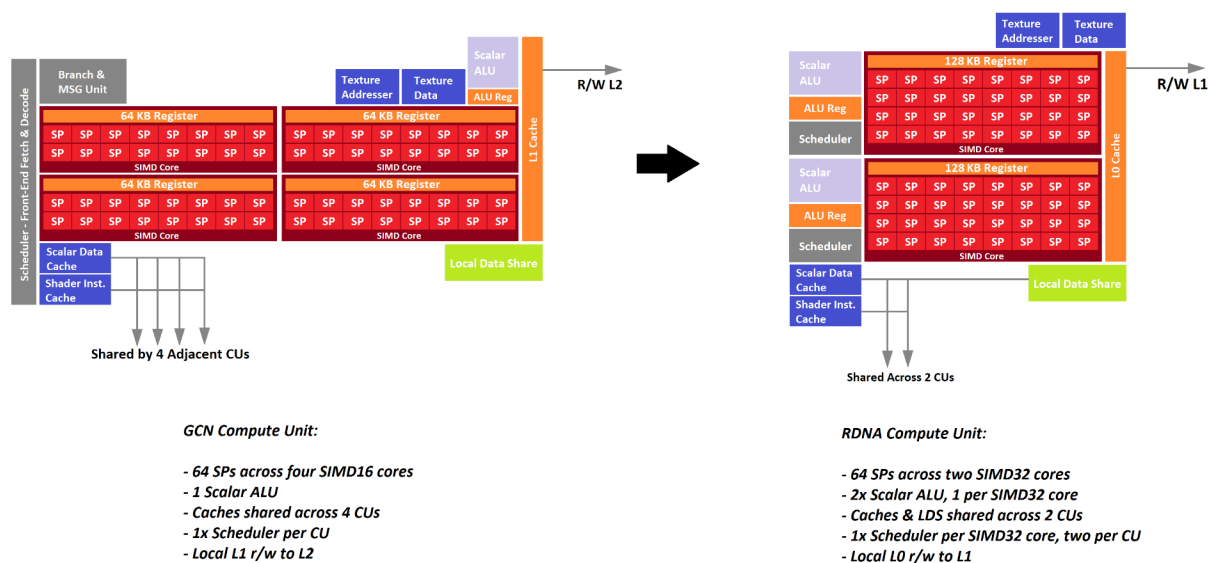 Scheduler - Front-End Fetch & Decode
Branch &
MSG Unit
Texture
Addresser
Texture
Data
Scalar
ALU
ALU Reg
L1 Cache
R/W L2
64 KB Register
SP SP SP SP SP SP SP SP
SP SP SP SP SP SP SP SP
SIMD Core
64 KB Register
SP SP SP SP SP SP SP SP
SP SP SP SP SP SP SP SP
SIMD Core
64 KB Register
SP SP SP SP SP SP SP SP
SP SP SP SP SP SP SP SP
SIMD Core
64 KB Register
SP SP SP SP SP SP SP SP
SP SP SP SP SP SP SP SP
SIMD Core
Scalar Data
Cache
Shader Inst.
Cache
Local Data Share
Shared by 4 Adjacent CUs
GCN Compute Unit:
- 64 SPs across four SIMD16 cores
- 1 Scalar ALU
- Caches shared across 4 CUs
- 1x Scheduler per CU
- Local L1 r/w to L2
Texture
Addresser
Texture
Data
Scalar
ALU
ALU Reg
Scheduler
128 KB Register
SP SP SP SP SP SP SP SP
SP SP SP SP SP SP SP SP
SP SP SP SP SP SP SP SP
SP SP SP SP SP SP SP SP
SIMD Core
L0 Cache
R/W L1
Scalar
ALU
ALU Reg
Scheduler
128 KB Register
SP SP SP SP SP SP SP SP
SP SP SP SP SP SP SP SP
SP SP SP SP SP SP SP SP
SP SP SP SP SP SP SP SP
SIMD Core
Scalar Data
Cache
Shader Inst.
Cache
Local Data Share
Shared Across 2 CUs
RDNA Compute Unit:
- 64 SPs across two SIMD32 cores
- 2x Scalar ALU, 1 per SIMD32 core
- Caches & LDS shared across 2 CUs
- 1x Scheduler per SIMD32 core, two per CU
- Local L0 r/w to L1